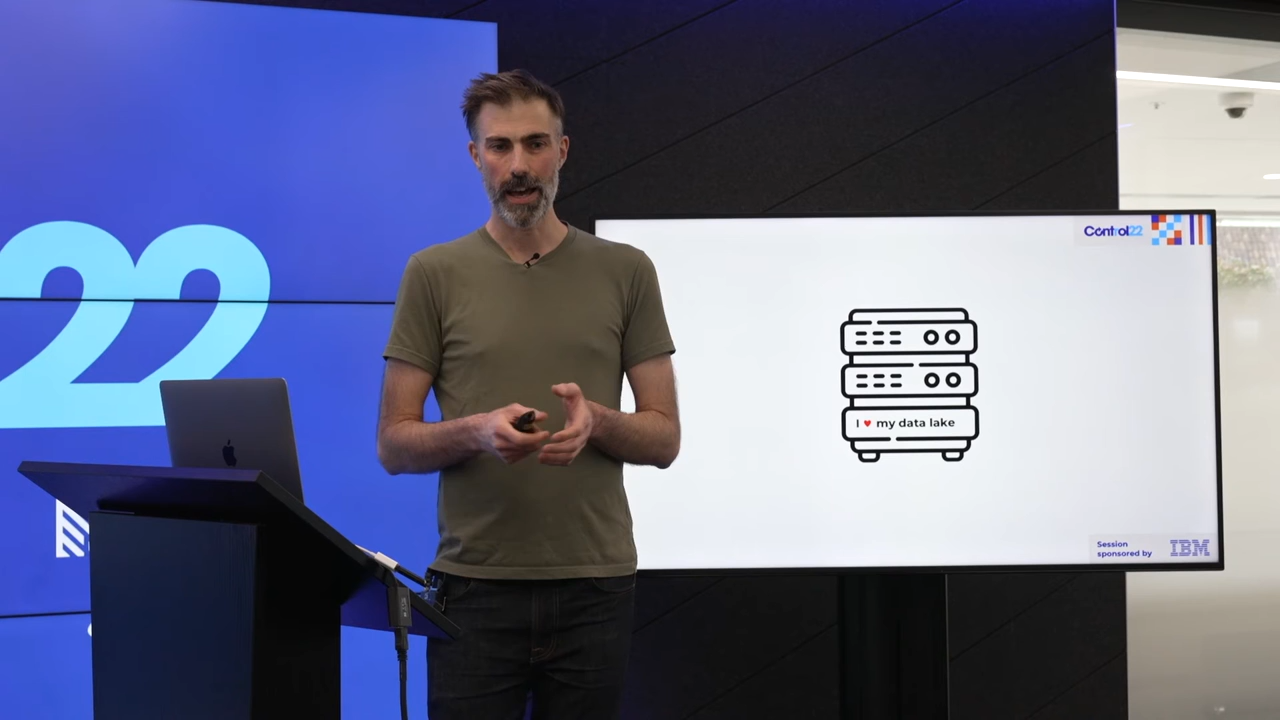 22
Control22
I ♥ my data lake
Session
sponsored by
IBM